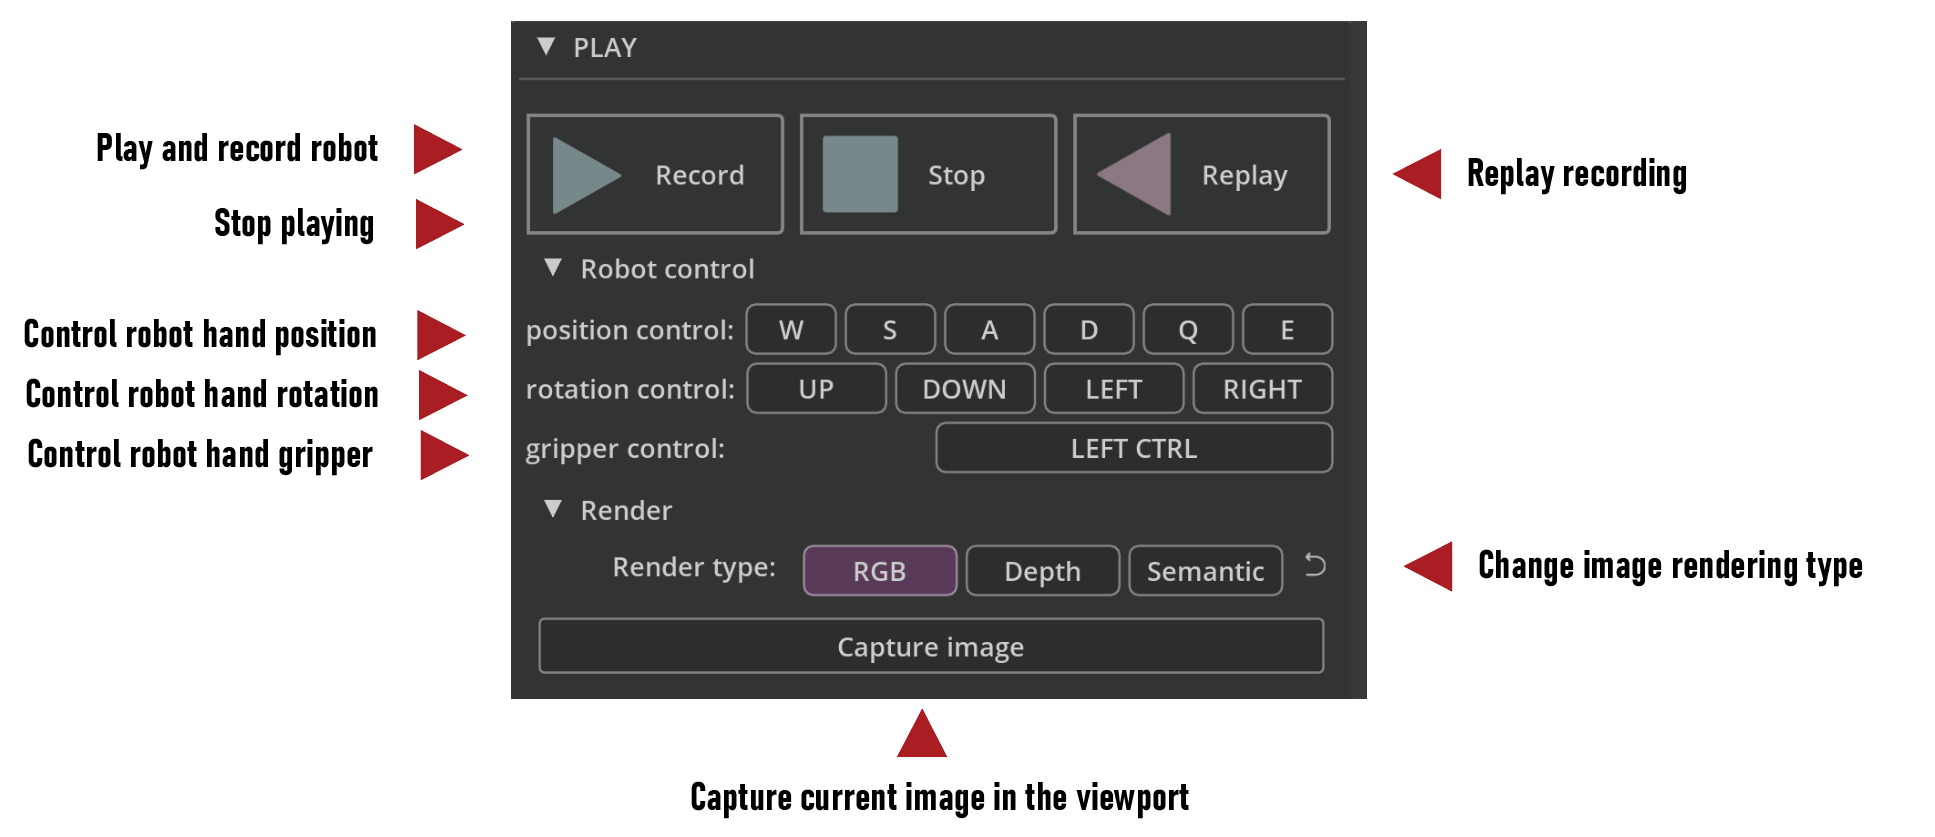 PLAY
Play and record robot
Record
Stop
Replay
Replay recording
Stop playing
Robot control
Control robot hand position
position control:
W
S
A
D
Q
E
Control robot hand rotation
rotation control:
UP
DOWN
LEFT
RIGHT
Control robot hand gripper
gripper control:
LEFT CTRL
Render
Render type:
RGB
Depth
Semantic
Change image rendering type
Capture image
Capture current image in the viewport